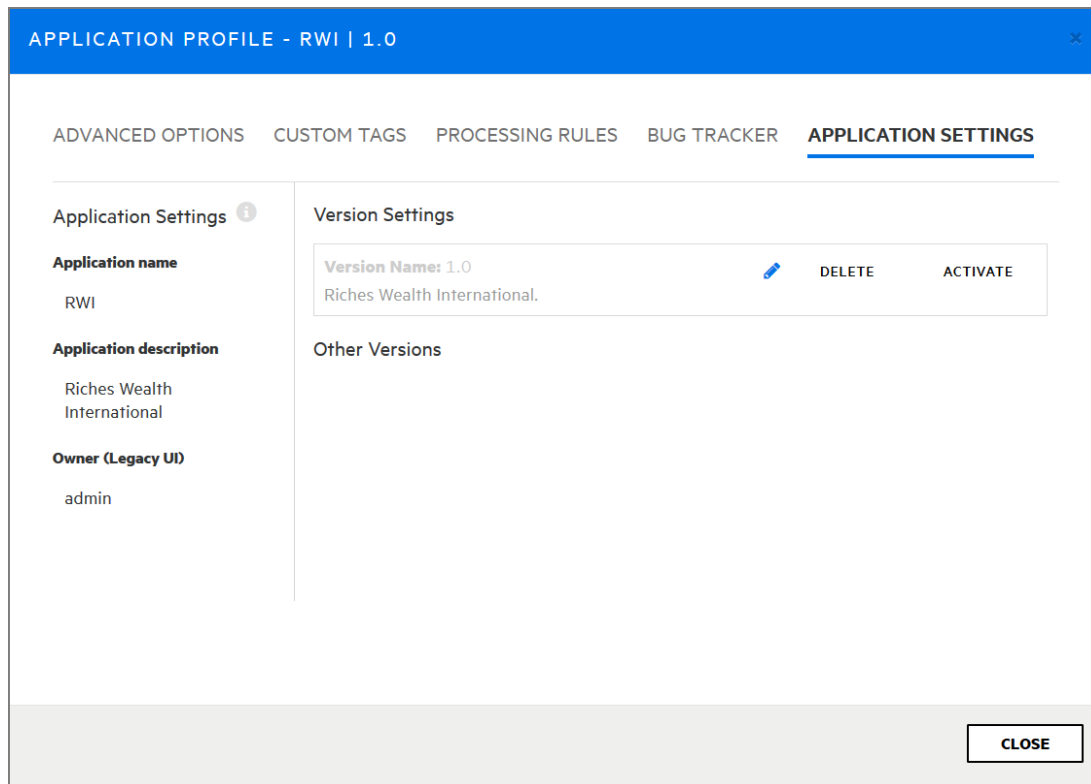 APPLICATION PROFILE - RWI | 1.0
ADVANCED OPTIONS CUSTOM TAGS PROCESSING RULES BUG TRACKER APPLICATION SETTINGS
Application Settings
Application name
RWI
Application description
Riches Wealth
International
Owner (Legacy UI)
admin
Version Settings
Version Name: 1.0
Riches Wealth International.
DELETE ACTIVATE
Other Versions
CLOSE